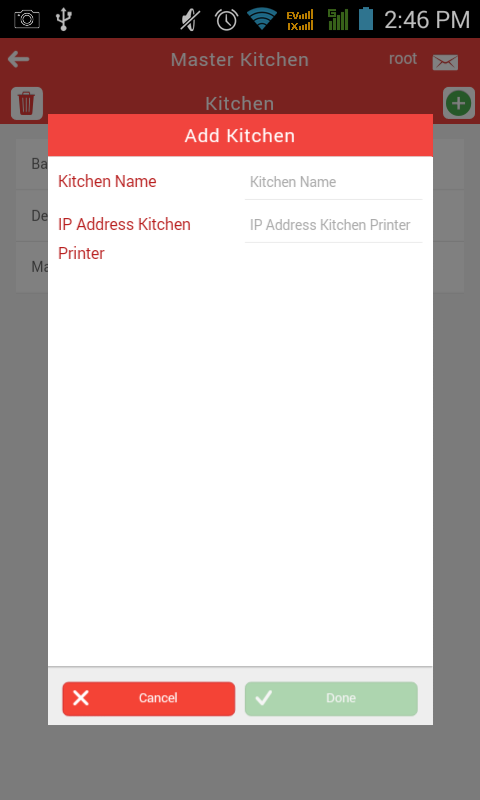 2:46 PM
Master Kitchen
root
Kitchen
Add Kitchen
Ba
De
Ma
Kitchen Name
Kitchen Name
IP Address Kitchen
Printer
IP Address Kitchen Printer
Cancel
Done